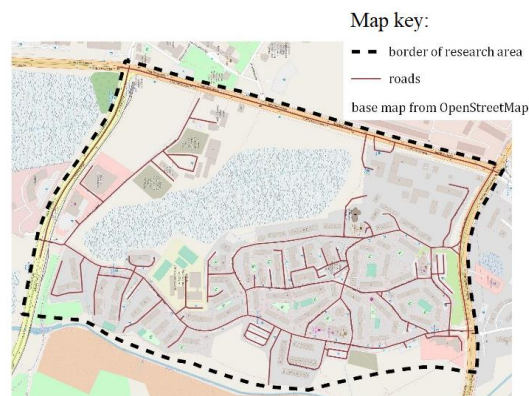 Map key:
border of research area
roads
base map from OpenStreetMap